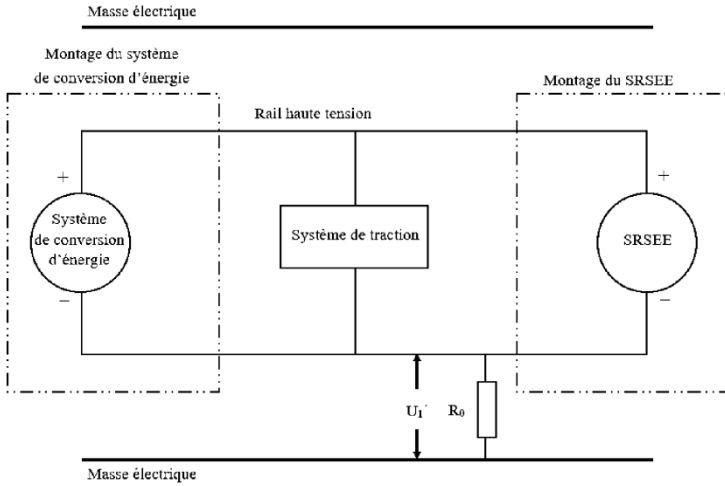 Masse électrique
Montage du système
de conversion d'énergie
Montage du SRSEE
Rail haute tension
+
+
Système
de conversion
d'énergie
Système de traction
SRSEE
−
−
U₁'
R₀
Masse électrique